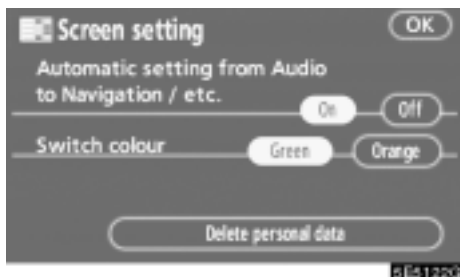 Screen setting OK
Automatic setting from Audio
to Navigation / etc.
On Off
Switch colour Green Orange
Delete personal data